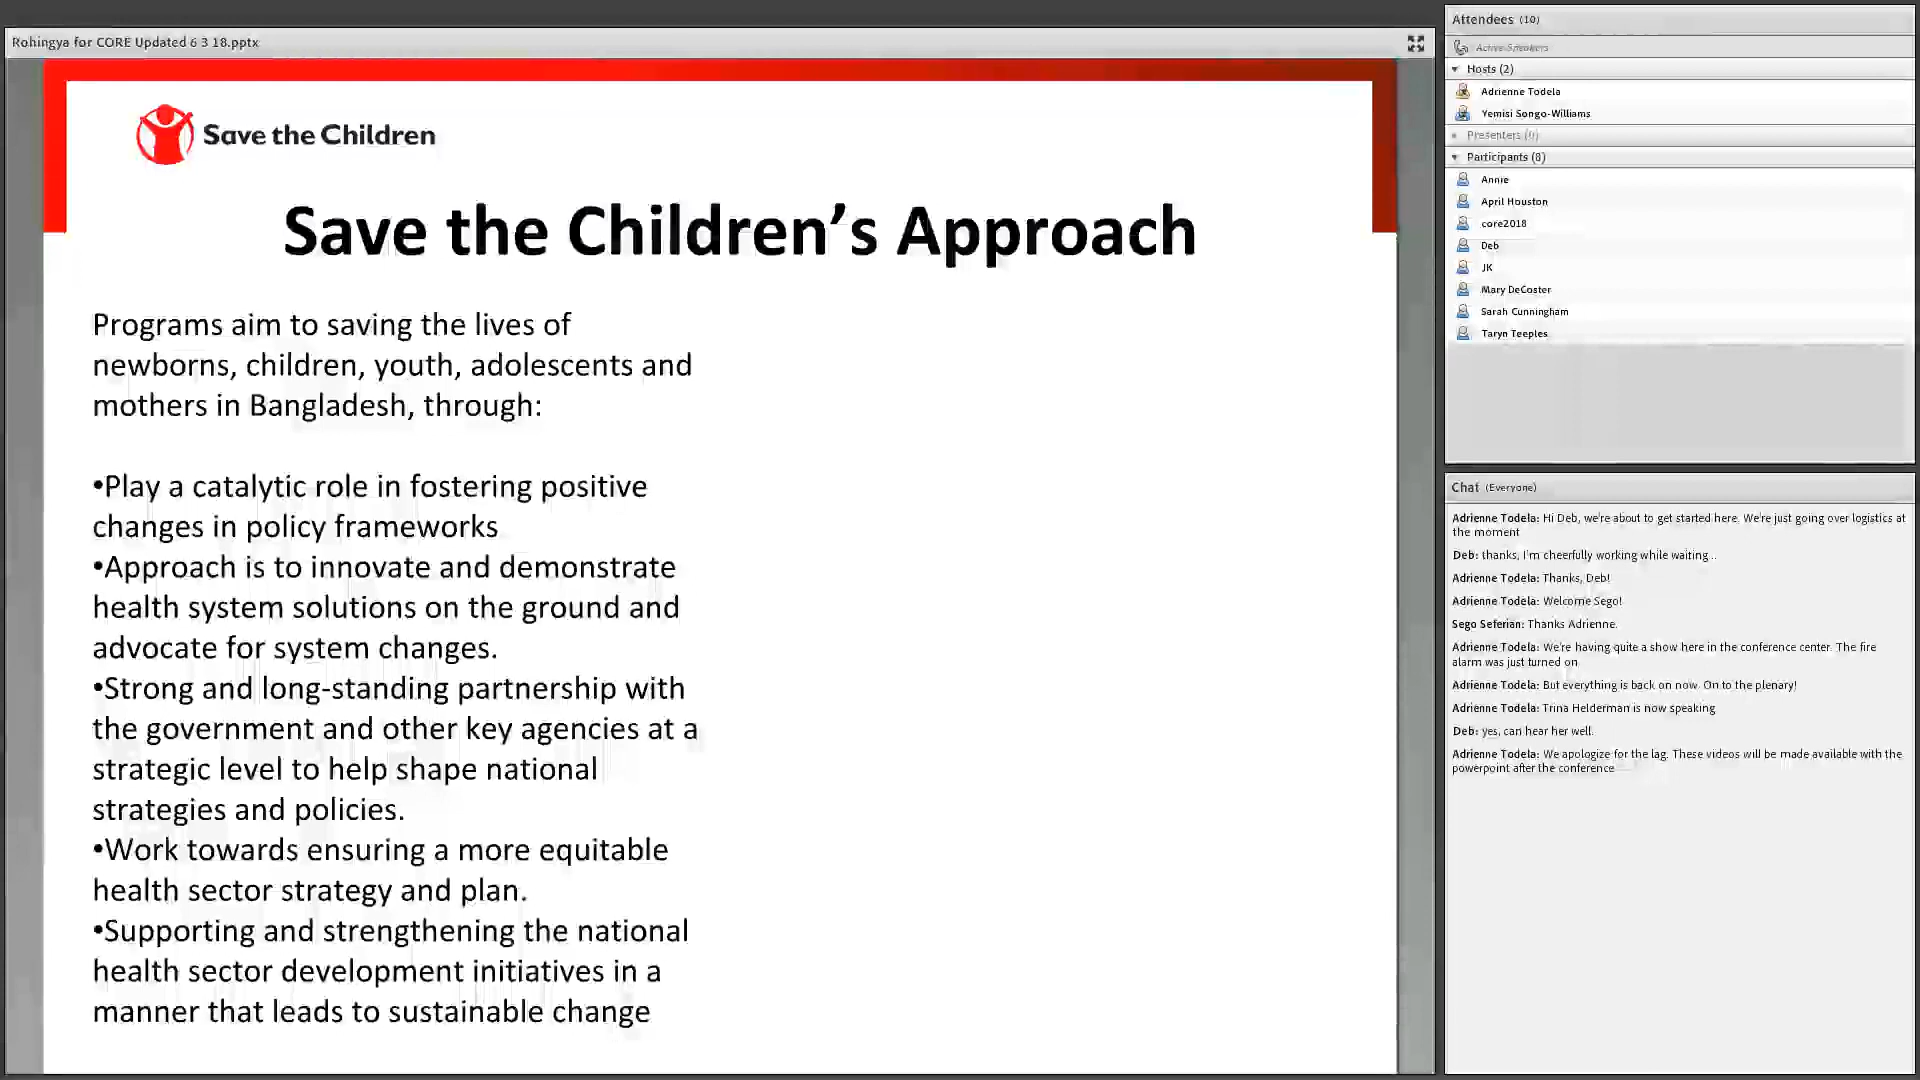 Rohingya for CORE Updated 6 3 18.pptx
Save the Children
Save the Children’s Approach
Programs aim to saving the lives of
newborns, children, youth, adolescents and
mothers in Bangladesh, through:
•Play a catalytic role in fostering positive
changes in policy frameworks
•Approach is to innovate and demonstrate
health system solutions on the ground and
advocate for system changes.
•Strong and long-standing partnership with
the government and other key agencies at a
strategic level to help shape national
strategies and policies.
•Work towards ensuring a more equitable
health sector strategy and plan.
•Supporting and strengthening the national
health sector development initiatives in a
manner that leads to sustainable change
Attendees (10)
Active Speakers
Hosts (2)
Adrienne Todela
Yemisi Songo-Williams
Presenters (0)
Participants (8)
Annie
April Houston
core2018
Deb
JK
Mary DeCoster
Sarah Cunningham
Taryn Teeples
Chat (Everyone)
Adrienne Todela: Hi Deb, we're about to get started here. We're just going over logistics at
the moment
Deb: thanks, I'm cheerfully working while waiting...
Adrienne Todela: Thanks, Deb!
Adrienne Todela: Welcome Sego!
Sego Seferian: Thanks Adrienne.
Adrienne Todela: We're having quite a show here in the conference center. The fire
alarm was just turned on
Adrienne Todela: But everything is back on now. On to the plenary!
Adrienne Todela: Trina Helderman is now speaking
Deb: yes, can hear her well.
Adrienne Todela: We apologize for the lag. These videos will be made available with the
powerpoint after the conference